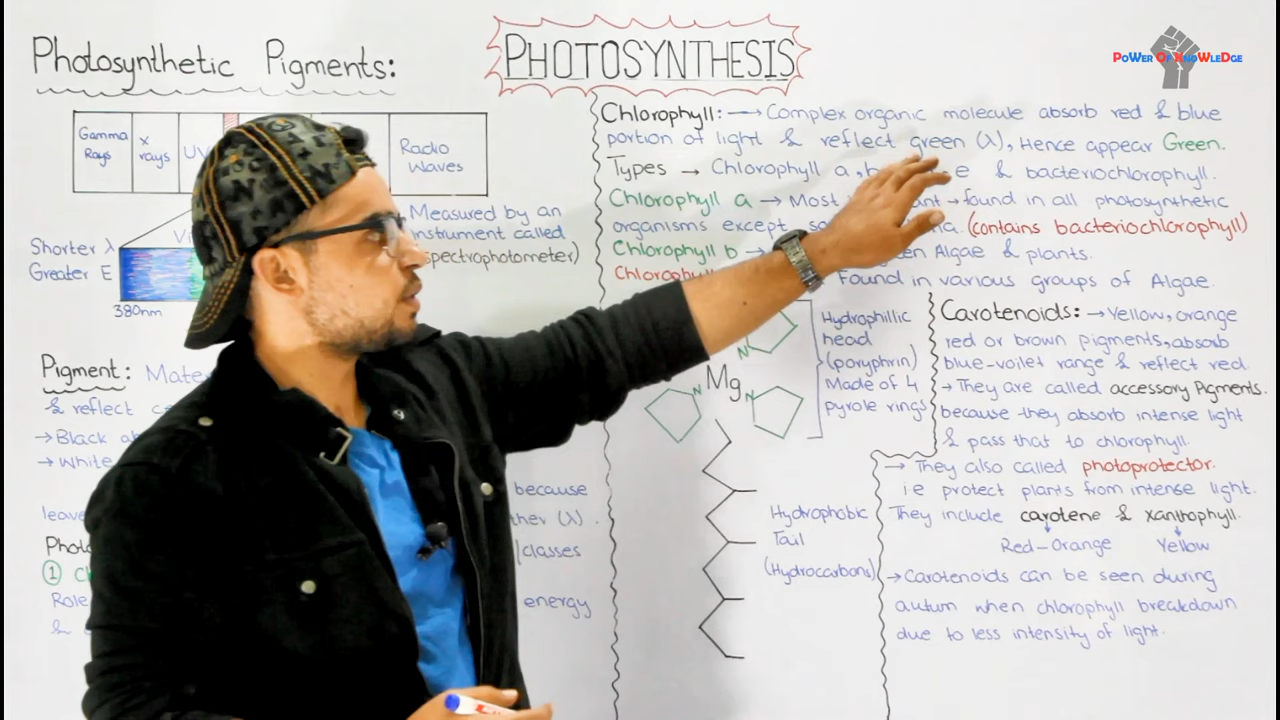 PHOTOSYNTHESIS
PoWer Of KnoWleDge
Photosynthetic Pigments:
Gamma Rays
x rays
UV
Radio Waves
Measured by an
instrument called
spectrophotometer)
Shorter λ
Greater E
380nm
Pigment:
& reflect
→ Black
→ White
because
leave
ther (λ).
classes
①
Role
energy
&
Chlorophyll: → Complex organic molecule absorb red & blue
portion of light & reflect green (λ), Hence appear Green.
Types → Chlorophyll a, e & bacteriochlorophyll.
Chlorophyll a → Most → found in all photosynthetic
organisms except (contains bacteriochlorophyll)
Chlorophyll b → Algae & plants.
Found in various groups of Algae.
N
Mg
N
N
Hydrophillic
head
(poryphrin)
Made of 4
pyrole rings
Hydrophobic
Tail
(Hydrocarbons)
Carotenoids: → Yellow, orange
red or brown pigments, absorb
blue-voilet range & reflect red.
→ They are called accessory Pigments.
because they absorb intense light
& pass that to chlorophyll.
→ They also called photoprotector.
i.e protect plants from intense light.
They include carotene & xanthophyll.
Red-Orange Yellow
→ Carotenoids can be seen during
autumn when chlorophyll breakdown
due to less intensity of light.